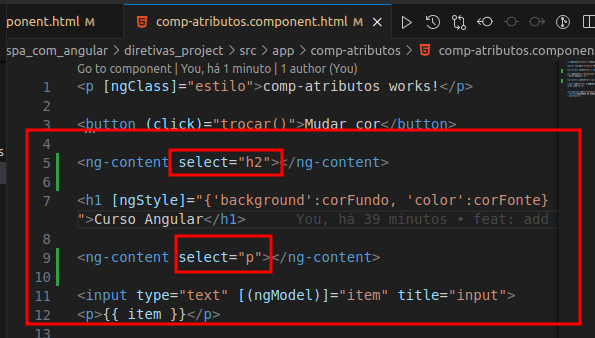 ponent.html
comp-atributos.component.html M
spa_com_angular > diretivas_project > src > app > comp-atributos > comp-atributos.componen
Go to component | You, há 1 minuto | 1 author (You)
1 <p [ngClass]="estilo">comp-atributos works!</p>
2
3 <button (click)="trocar()">Mudar cor</button>
4
5 <ng-content select="h2"></ng-content>
6
7 <h1 [ngStyle]="{'background':corFundo, 'color':corFonte}
">Curso Angular</h1> You, há 39 minutos • feat: add
8
9 <ng-content select="p"></ng-content>
10
11 <input type="text" [(ngModel)]="item" title="input">
12 <p>{{ item }}</p>
13